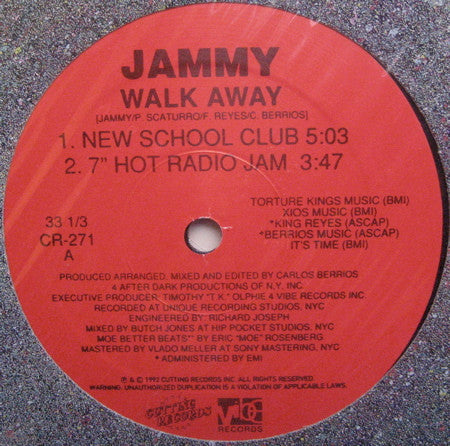 JAMMY
WALK AWAY
[JAMMY/P. SCATURRO/F. REYES/C. BERRIOS]
1. NEW SCHOOL CLUB 5:03
2. 7" HOT RADIO JAM 3:47
TORTURE KINGS MUSIC (BMI)
XIOS MUSIC (BMI)
*KING REYES (ASCAP)
*BERRIOS MUSIC (ASCAP)
IT'S TIME (BMI)
33 1/3
CR-271
A
PRODUCED ARRANGED, MIXED AND EDITED BY CARLOS BERRIOS
4 AFTER DARK PRODUCTIONS OF N.Y. INC.
EXECUTIVE PRODUCER: TIMOTHY "T.K." OLPHIE 4 VIBE RECORDS INC
RECORDED AT UNIQUE RECORDING STUDIOS, NYC
ENGINEERED BY: RICHARD JOSEPH
MIXED BY BUTCH JONES AT HIP POCKET STUDIOS, NYC
MOE BETTER BEATS" BY ERIC "MOE" ROSENBERG
MASTERED BY VLADO MELLER AT SONY MASTERING, NYC
* ADMINISTERED BY EMI
℗ & © 1992 CUTTING RECORDS INC. ALL RIGHTS RESERVED
WARNING: UNAUTHORIZED DUPLICATION IS A VIOLATION OF APPLICABLE LAWS.
CUTTING RECORDS
RECORDS